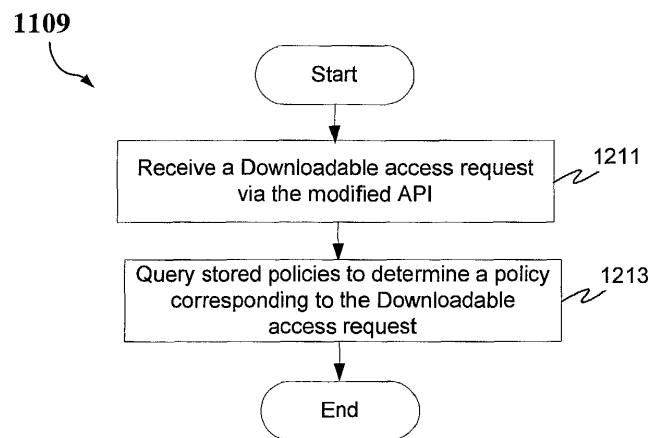 1109
Start
Receive a Downloadable access request
via the modified API
1211
Query stored policies to determine a policy
corresponding to the Downloadable
access request
1213
End